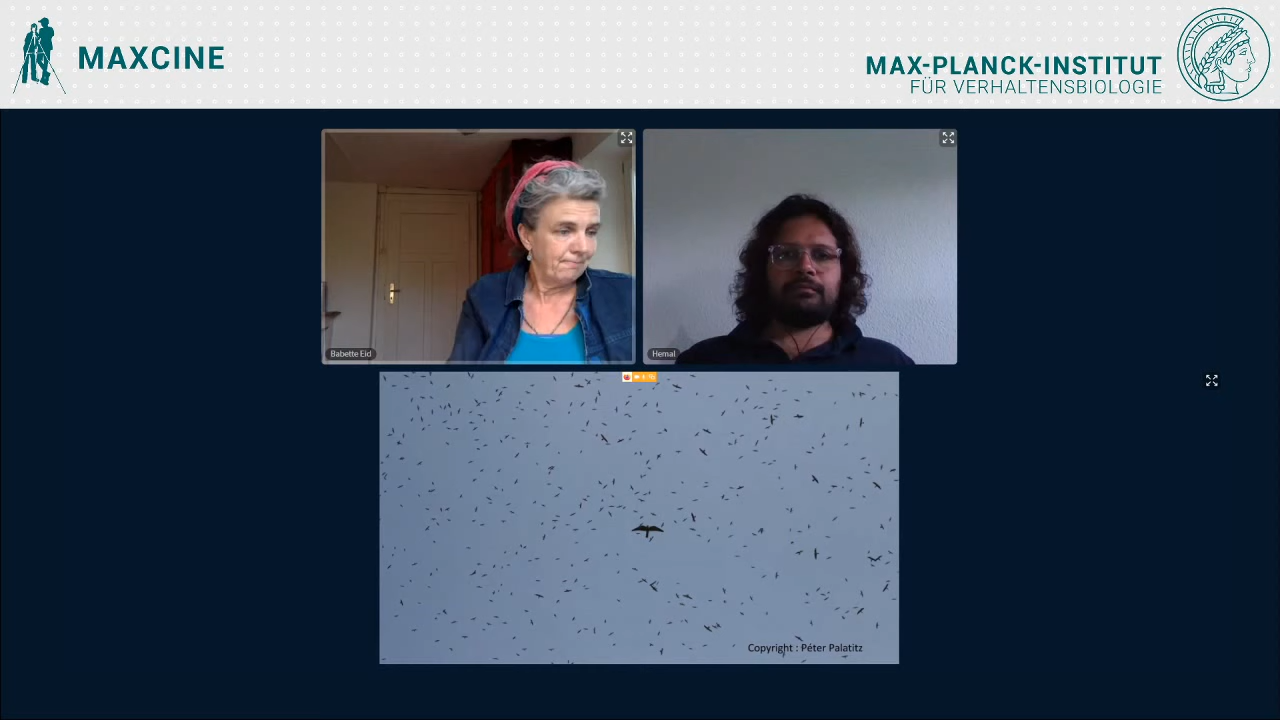 MAXCINE
MAX-PLANCK-INSTITUT
FÜR VERHALTENSBIOLOGIE
Babette Eid
Hemal
Copyright : Péter Palatitz